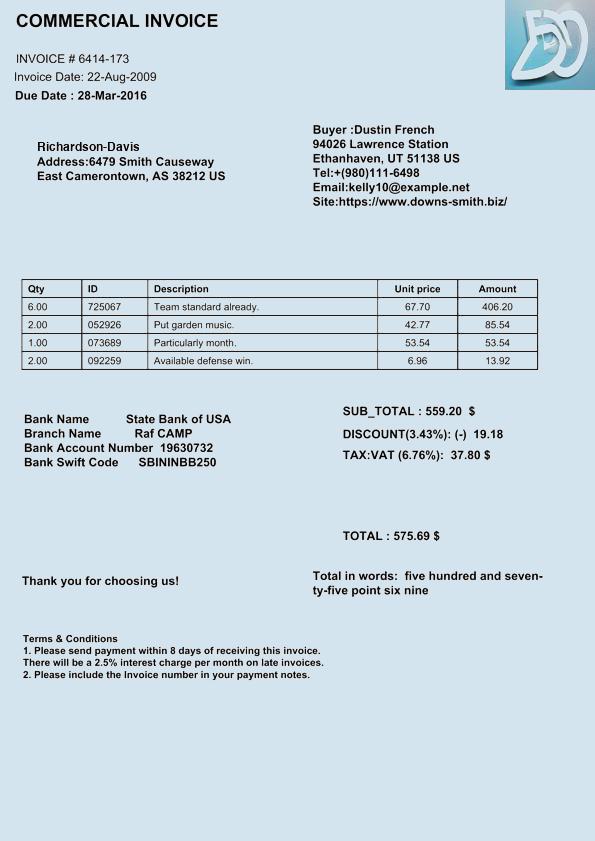 COMMERCIAL INVOICE
INVOICE # 6414-173
Invoice Date: 22-Aug-2009
Due Date : 28-Mar-2016
Buyer :Dustin French
94026 Lawrence Station
Ethanhaven, UT 51138 US
Tel:+(980)111-6498
Email:kelly10@example.net
Site:https://www.downs-smith.biz/
Richardson-Davis
Address:6479 Smith Causeway
East Camerontown, AS 38212 US
Qty ID Description Unit price Amount
6.00 725067 Team standard already. 67.70 406.20
2.00 052926 Put garden music. 42.77 85.54
1.00 073689 Particularly month. 53.54 53.54
2.00 092259 Available defense win. 6.96 13.92
Bank Name State Bank of USA
Branch Name Raf CAMP
Bank Account Number 19630732
Bank Swift Code SBININBB250
SUB_TOTAL : 559.20 $
DISCOUNT(3.43%): (-) 19.18
TAX:VAT (6.76%): 37.80 $
TOTAL : 575.69 $
Thank you for choosing us!
Total in words: five hundred and seven-
ty-five point six nine
Terms & Conditions
1. Please send payment within 8 days of receiving this invoice.
There will be a 2.5% interest charge per month on late invoices.
2. Please include the Invoice number in your payment notes.